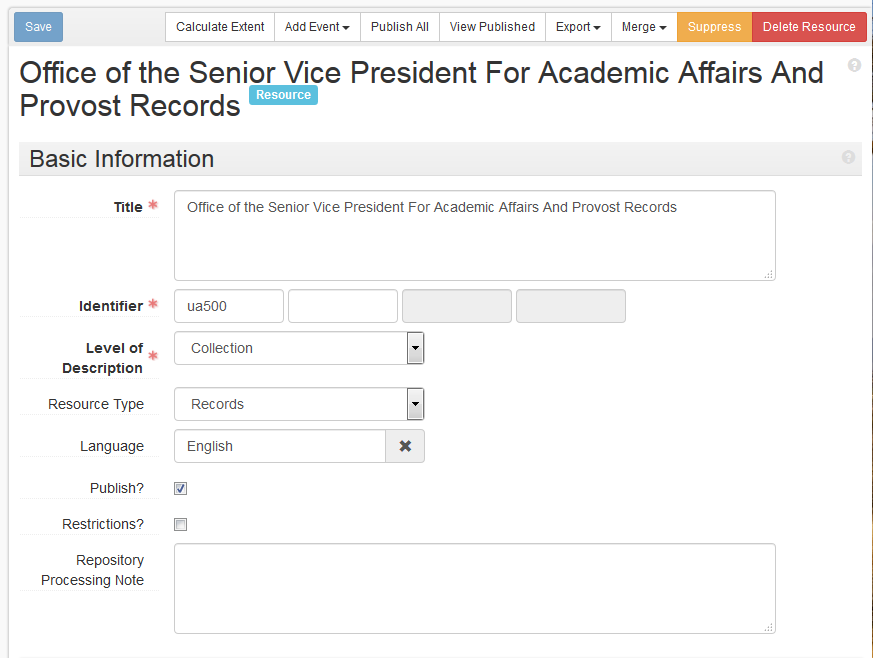 Save Calculate Extent Add Event Publish All View Published Export Merge Suppress Delete Resource
Office of the Senior Vice President For Academic Affairs And
Provost Records Resource
Basic Information
Title * Office of the Senior Vice President For Academic Affairs And Provost Records
Identifier * ua500
Level of
Description * Collection
Resource Type Records
Language English
Publish?
Restrictions?
Repository
Processing Note